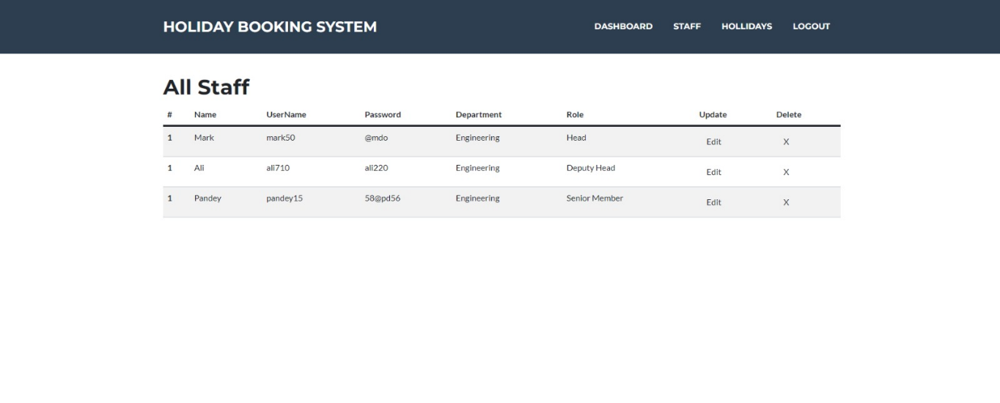 HOLIDAY BOOKING SYSTEM DASHBOARD STAFF HOLLIDAYS LOGOUT
All Staff
# Name UserName Password Department Role Update Delete
1 Mark mark50 @mdo Engineering Head Edit X
1 Ali ali710 ali220 Engineering Deputy Head Edit X
1 Pandey pandey15 58@pd56 Engineering Senior Member Edit X